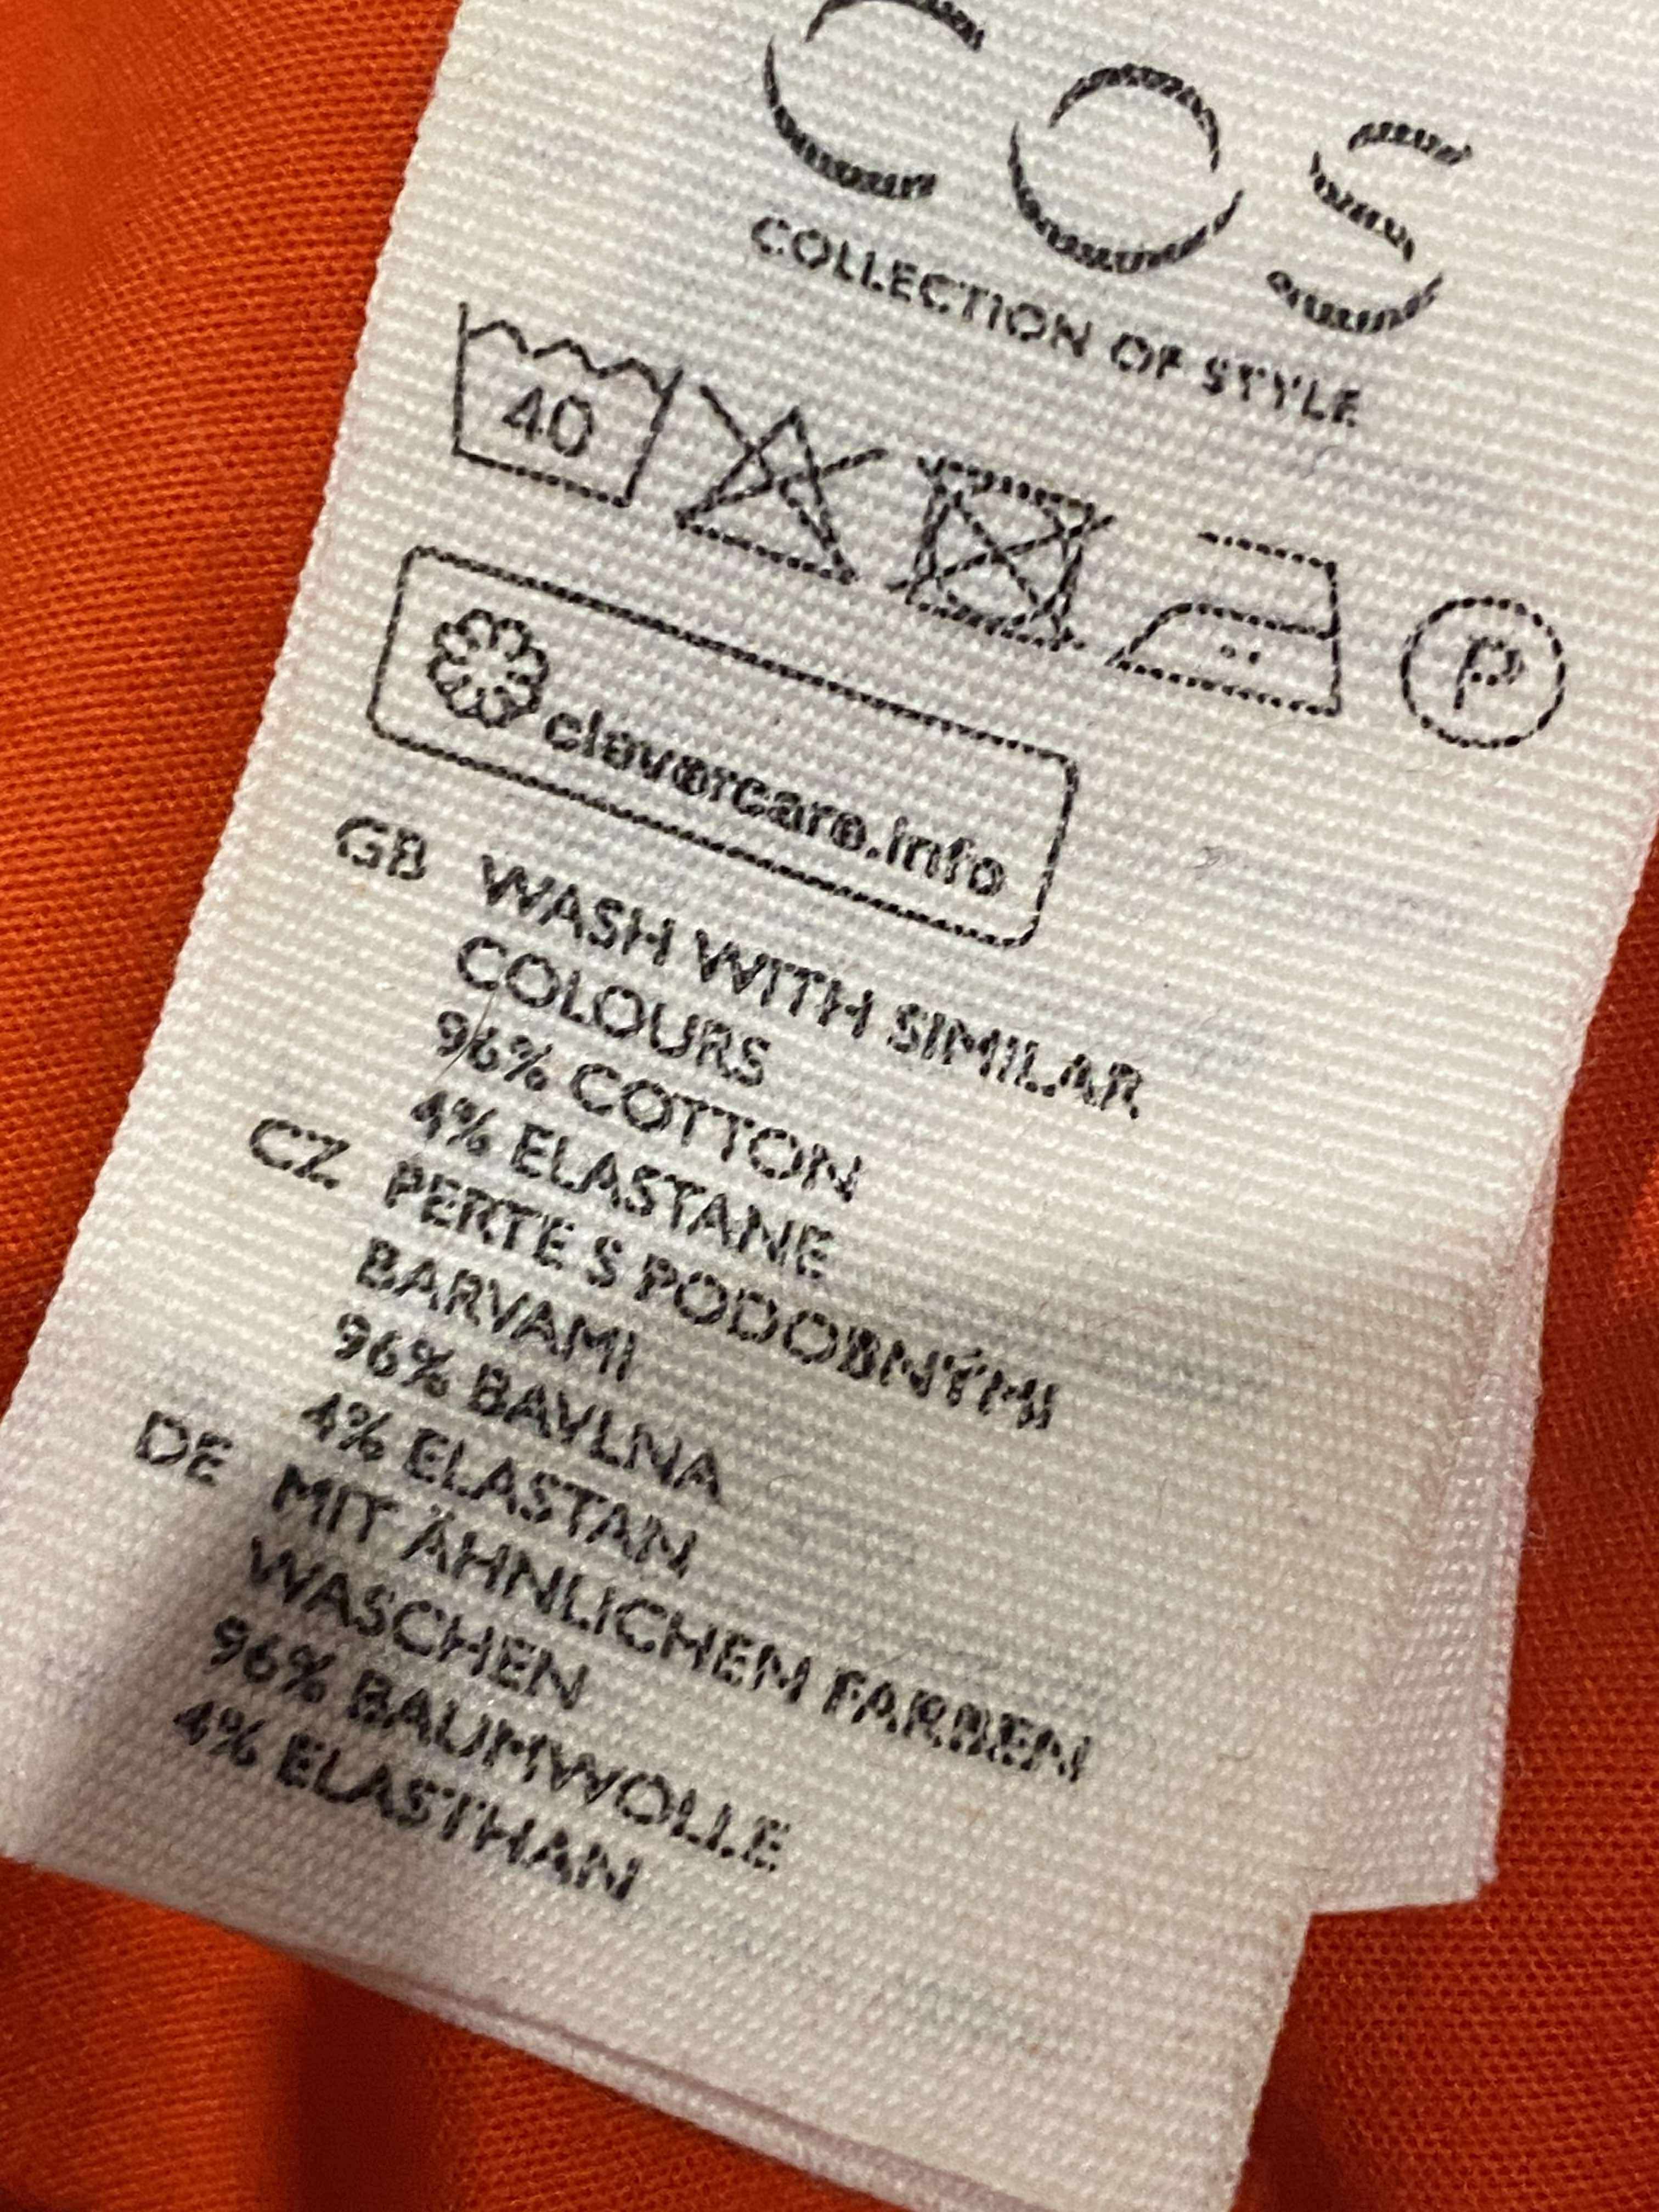 COS
COLLECTION OF STYLE
40
P
clevercare.info
GB WASH WITH SIMILAR
COLOURS
96% COTTON
4% ELASTANE
CZ PERTE S PODOBNÝMI
BARVAMI
96% BAVLNA
4% ELASTAN
DE MIT ÄHNLICHEN FARBEN
WASCHEN
96% BAUMWOLLE
4% ELASTHAN